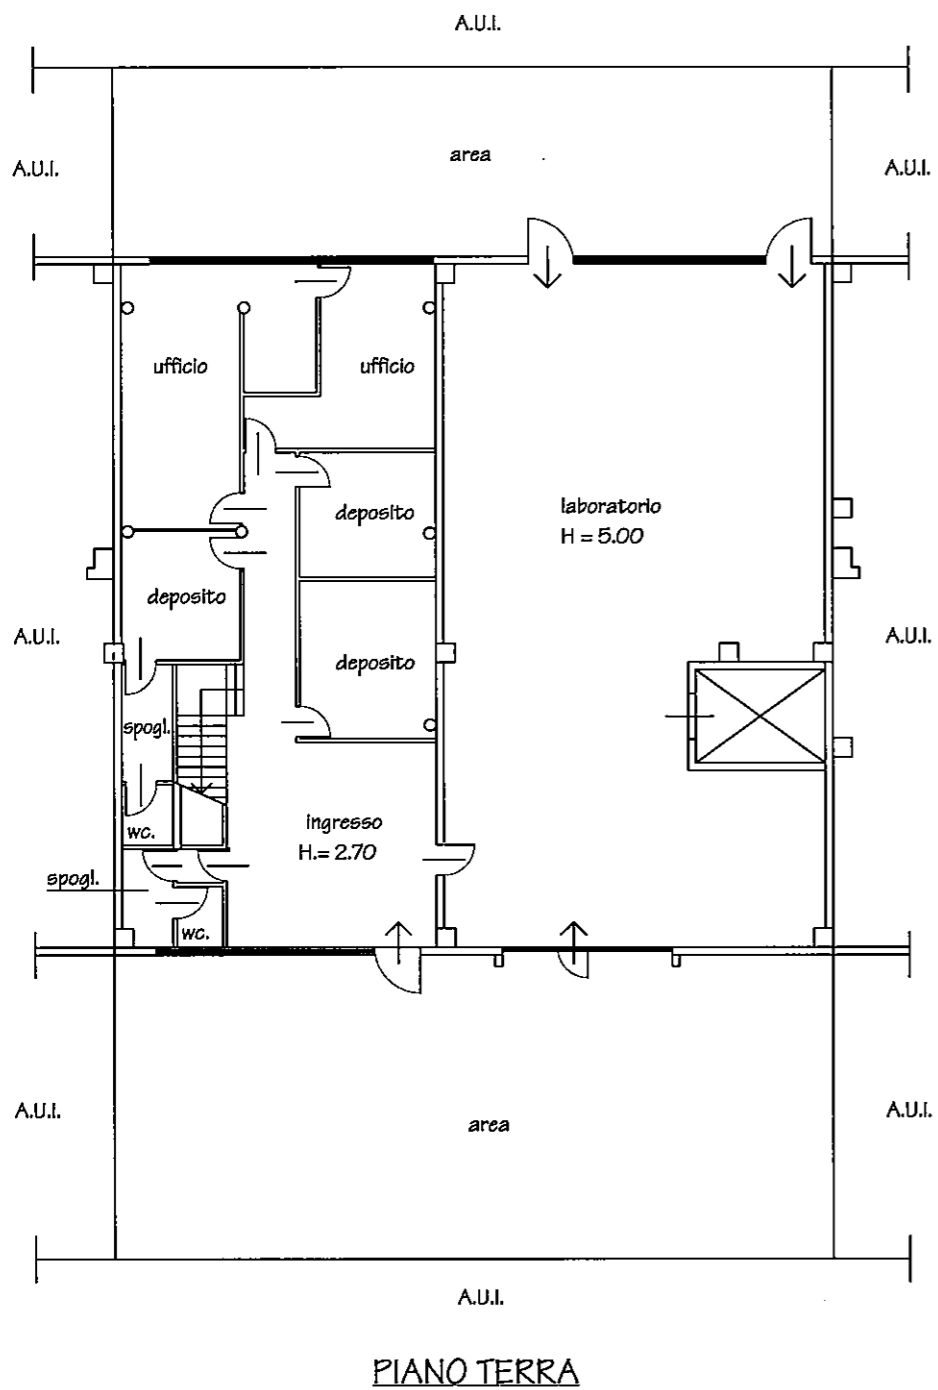 A.U.I.
area
A.U.I.
A.U.I.
ufficio
ufficio
deposito
laboratorio
H = 5.00
deposito
A.U.I.
A.U.I.
deposito
spogl.
ingresso
wc.
H.= 2.70
spogl.
wc.
A.U.I.
A.U.I.
area
A.U.I.
PIANO TERRA